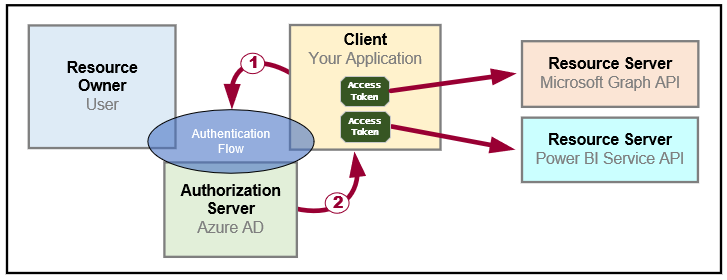 Resource
Owner
User
1
Client
Your Application
Access
Token
Access
Token
Resource Server
Microsoft Graph API
Resource Server
Power BI Service API
Authentication
Flow
Authorization
Server
Azure AD
2